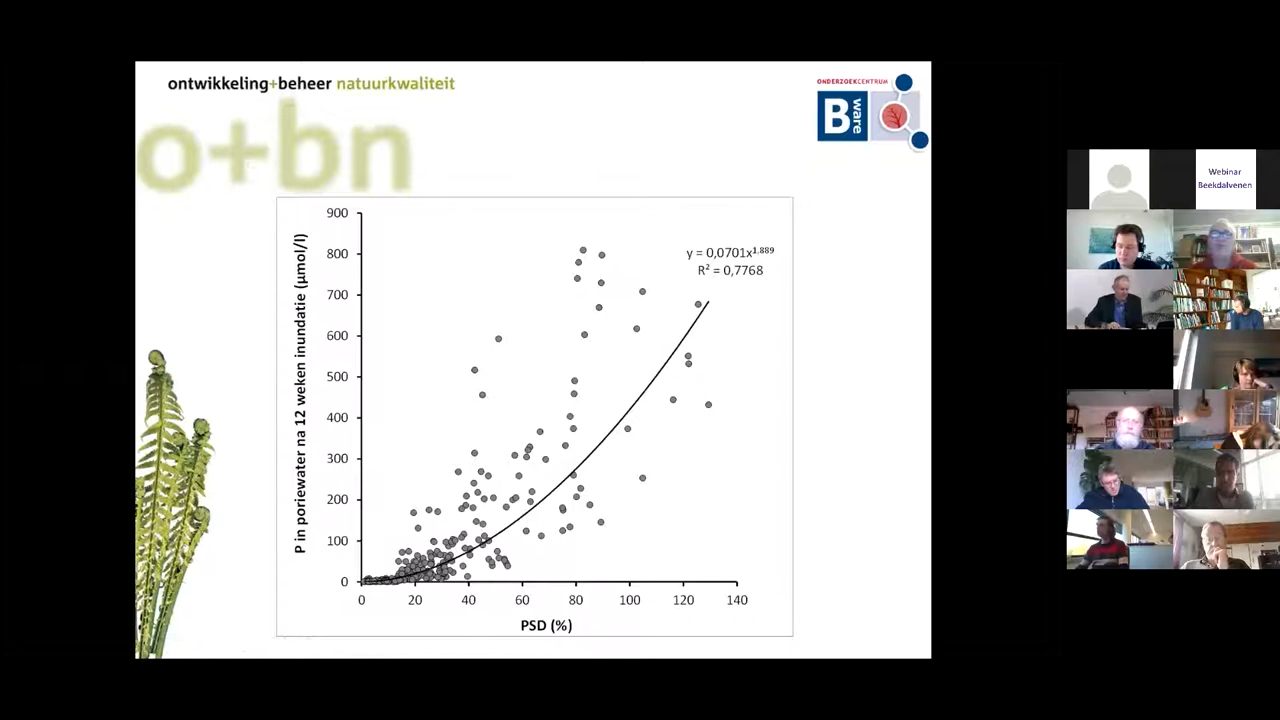 ontwikkeling+beheer natuurkwaliteit
o+bn
ONDERZOEKCENTRUM
B ware
900
800
700
600
500
400
300
200
100
0
P in poriewater na 12 weken inundatie (µmol/l)
y = 0,0701x^1,889
R² = 0,7768
0 20 40 60 80 100 120 140
PSD (%)
Webinar
Beekdalvenen